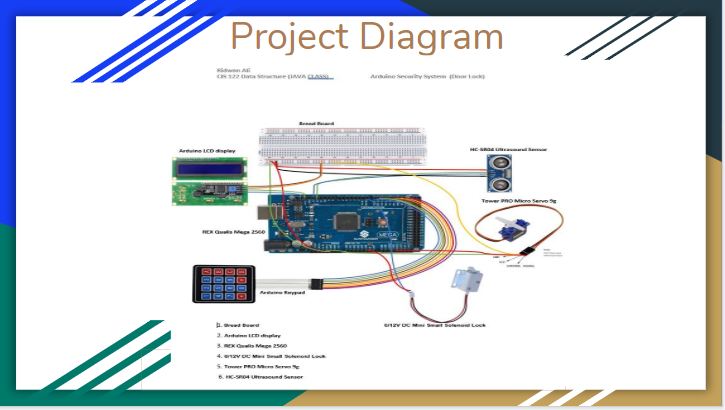 Project Diagram
Ridwen AE
CIS 122 Data Structure (JAVA CLASS) Arduino Security System (Door Lock)
Bread Board
Arduino LCD display
HC-SR04 Ultrasound Sensor
Tower PRO Micro Servo 9g
REX Qualis Mega 2560
MEGA
Arduino Keypad
6/12V DC Mini Small Solenoid Lock
1. Bread Board
2. Arduino LCD display
3. REX Qualis Mega 2560
4. 6/12V DC Mini Small Solenoid Lock
5. Tower PRO Micro Servo 9g
6. HC-SR04 Ultrasound Sensor